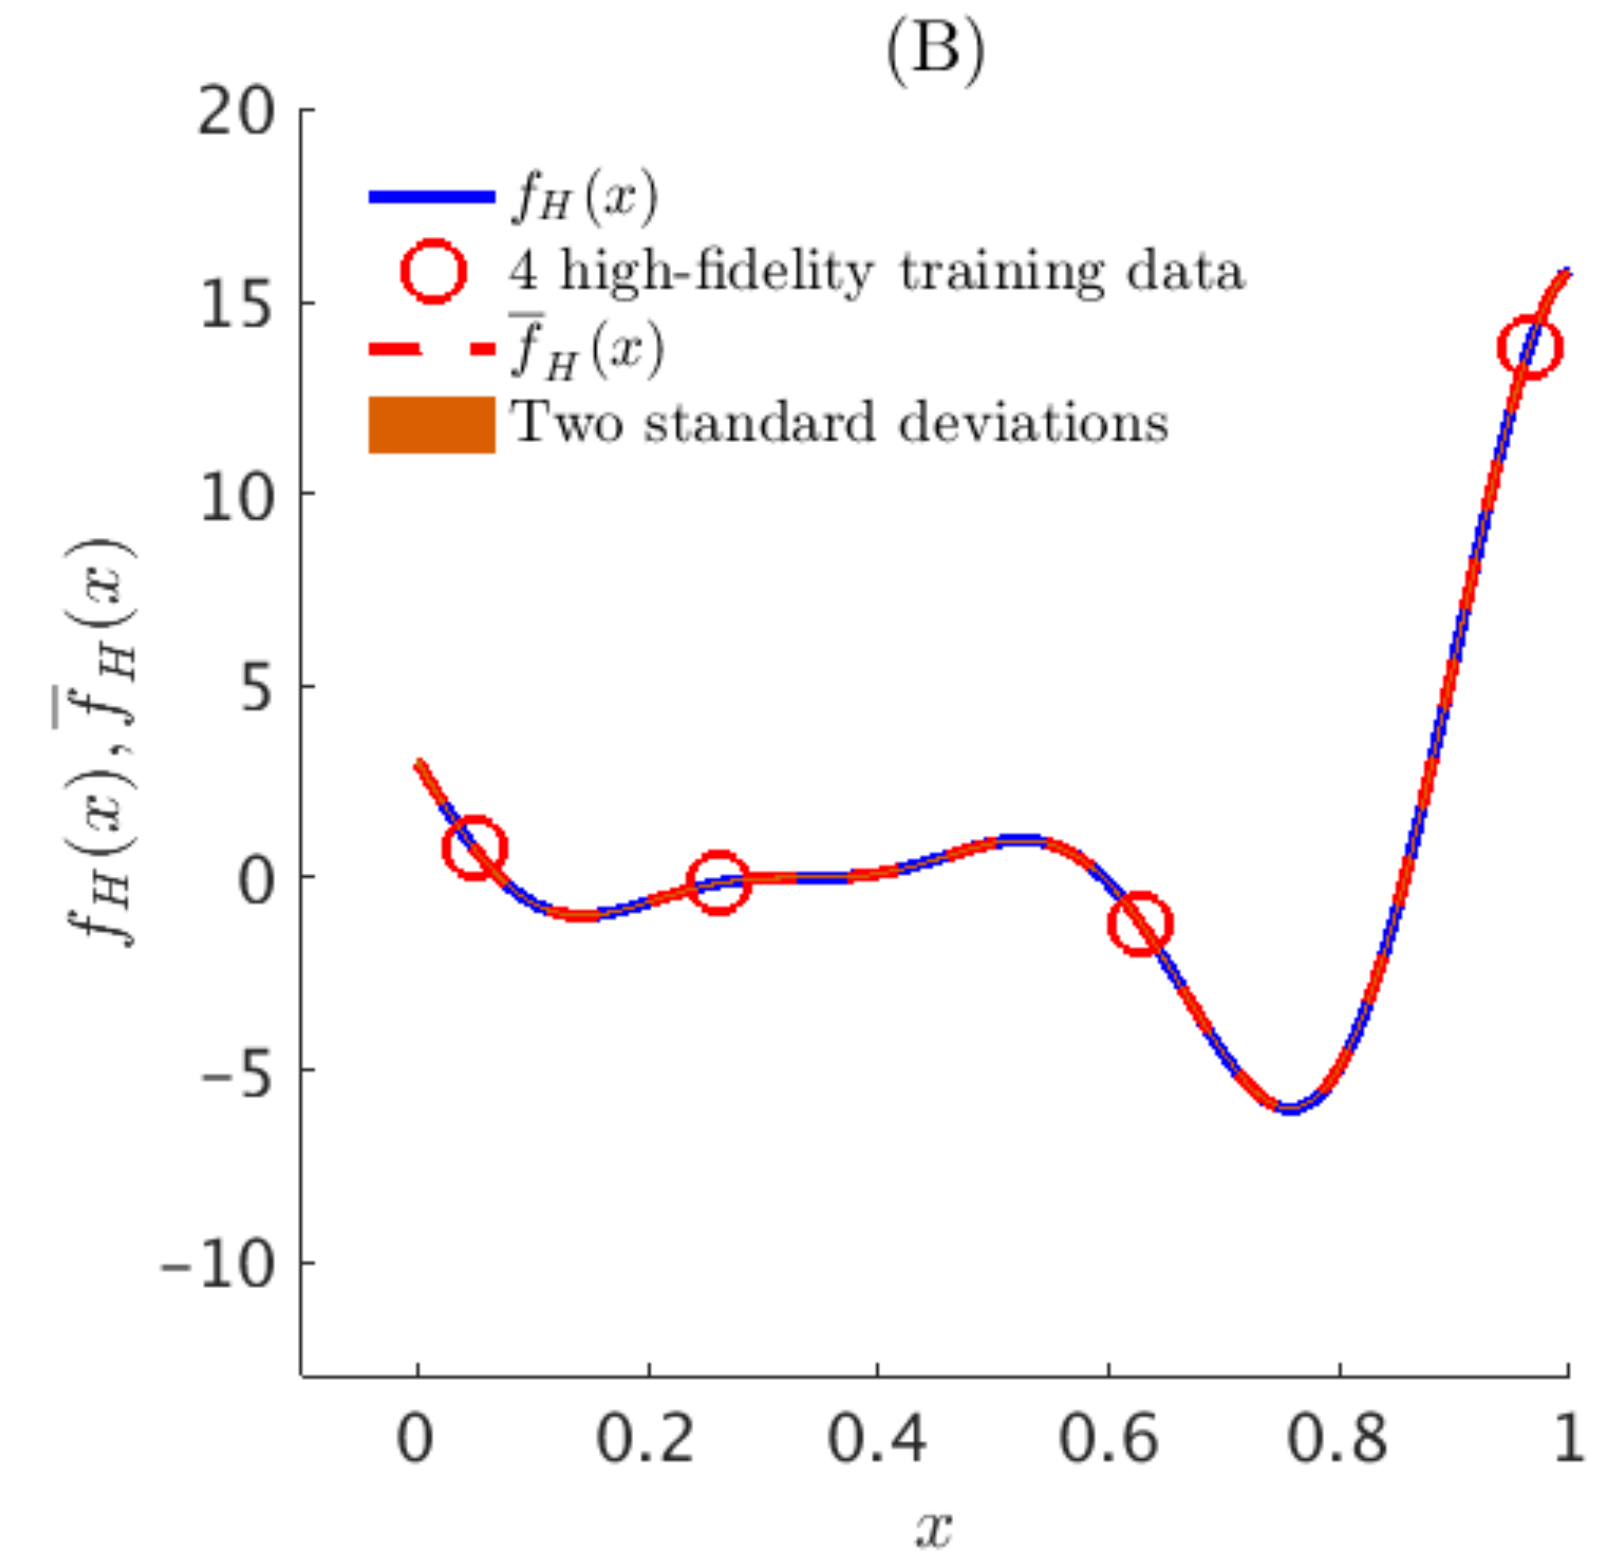 (B)
20
15
10
5
0
−5
−10
f_H(x)
4 high-fidelity training data
f̅_H(x)
Two standard deviations
f_H(x), f̅_H(x)
0 0.2 0.4 0.6 0.8 1
x